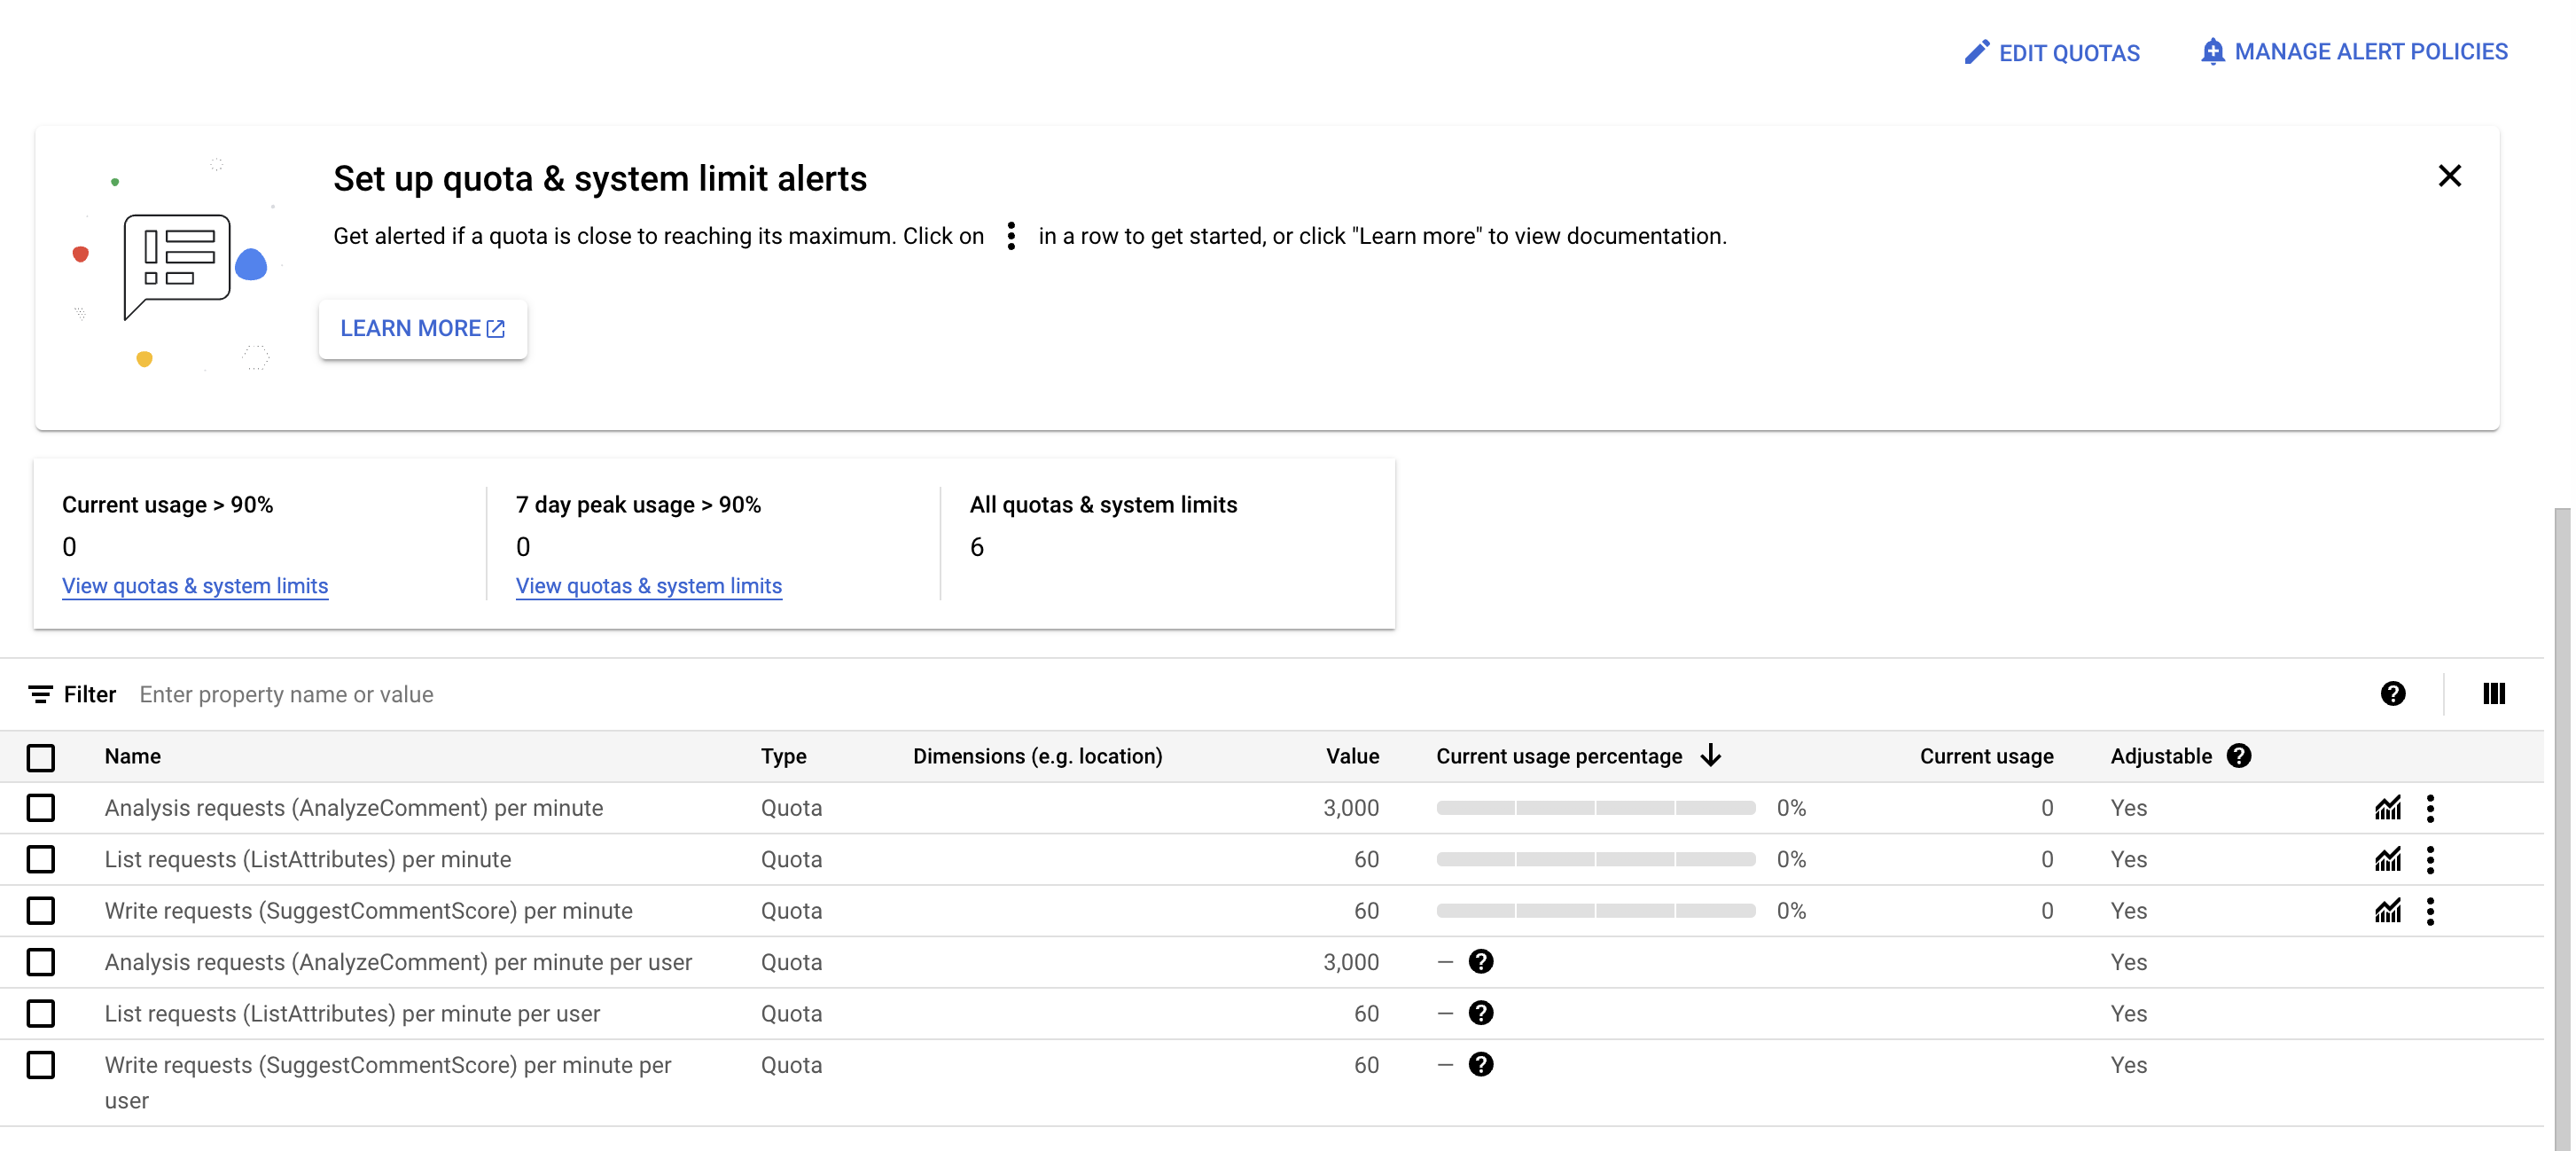 EDIT QUOTAS MANAGE ALERT POLICIES
Set up quota & system limit alerts
Get alerted if a quota is close to reaching its maximum. Click on in a row to get started, or click "Learn more" to view documentation.
LEARN MORE
Current usage > 90% 7 day peak usage > 90% All quotas & system limits
0 0 6
View quotas & system limits View quotas & system limits
Filter Enter property name or value
Name Type Dimensions (e.g. location) Value Current usage percentage Current usage Adjustable
Analysis requests (AnalyzeComment) per minute Quota 3,000 0% 0 Yes
List requests (ListAttributes) per minute Quota 60 0% 0 Yes
Write requests (SuggestCommentScore) per minute Quota 60 0% 0 Yes
Analysis requests (AnalyzeComment) per minute per user Quota 3,000 — Yes
List requests (ListAttributes) per minute per user Quota 60 — Yes
Write requests (SuggestCommentScore) per minute per Quota 60 — Yes
user